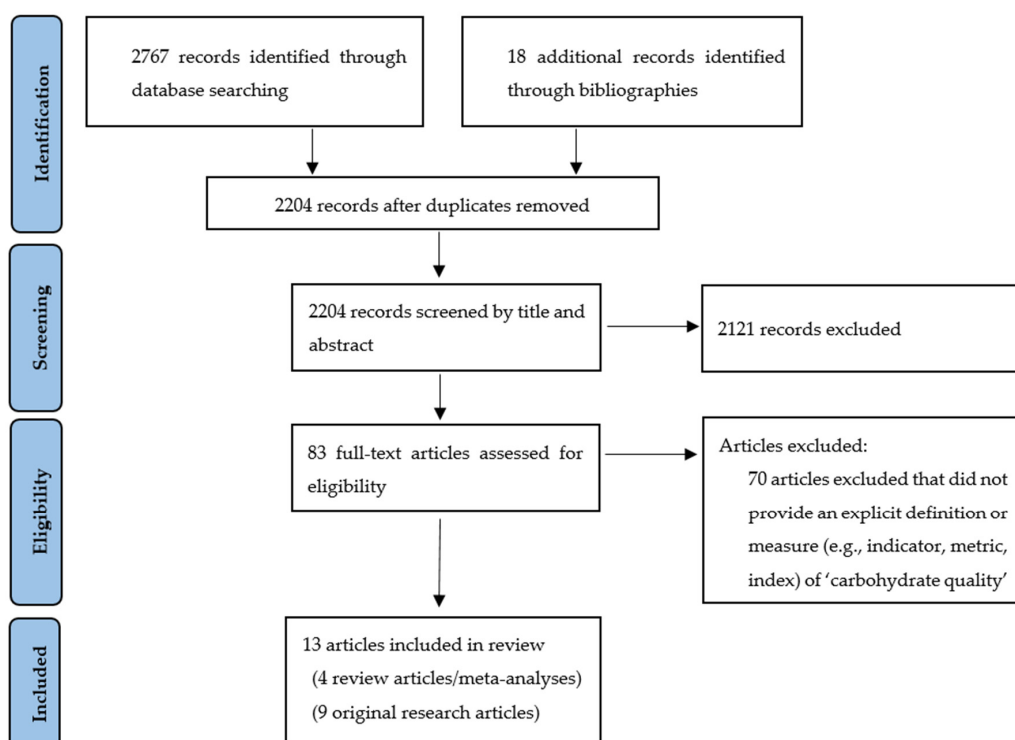 Identification
2767 records identified through
database searching
18 additional records identified
through bibliographies
2204 records after duplicates removed
Screening
2204 records screened by title and
abstract
2121 records excluded
Eligibility
83 full-text articles assessed for
eligibility
Articles excluded:
70 articles excluded that did not
provide an explicit definition or
measure (e.g., indicator, metric,
index) of ‘carbohydrate quality’
Included
13 articles included in review
(4 review articles/meta-analyses)
(9 original research articles)